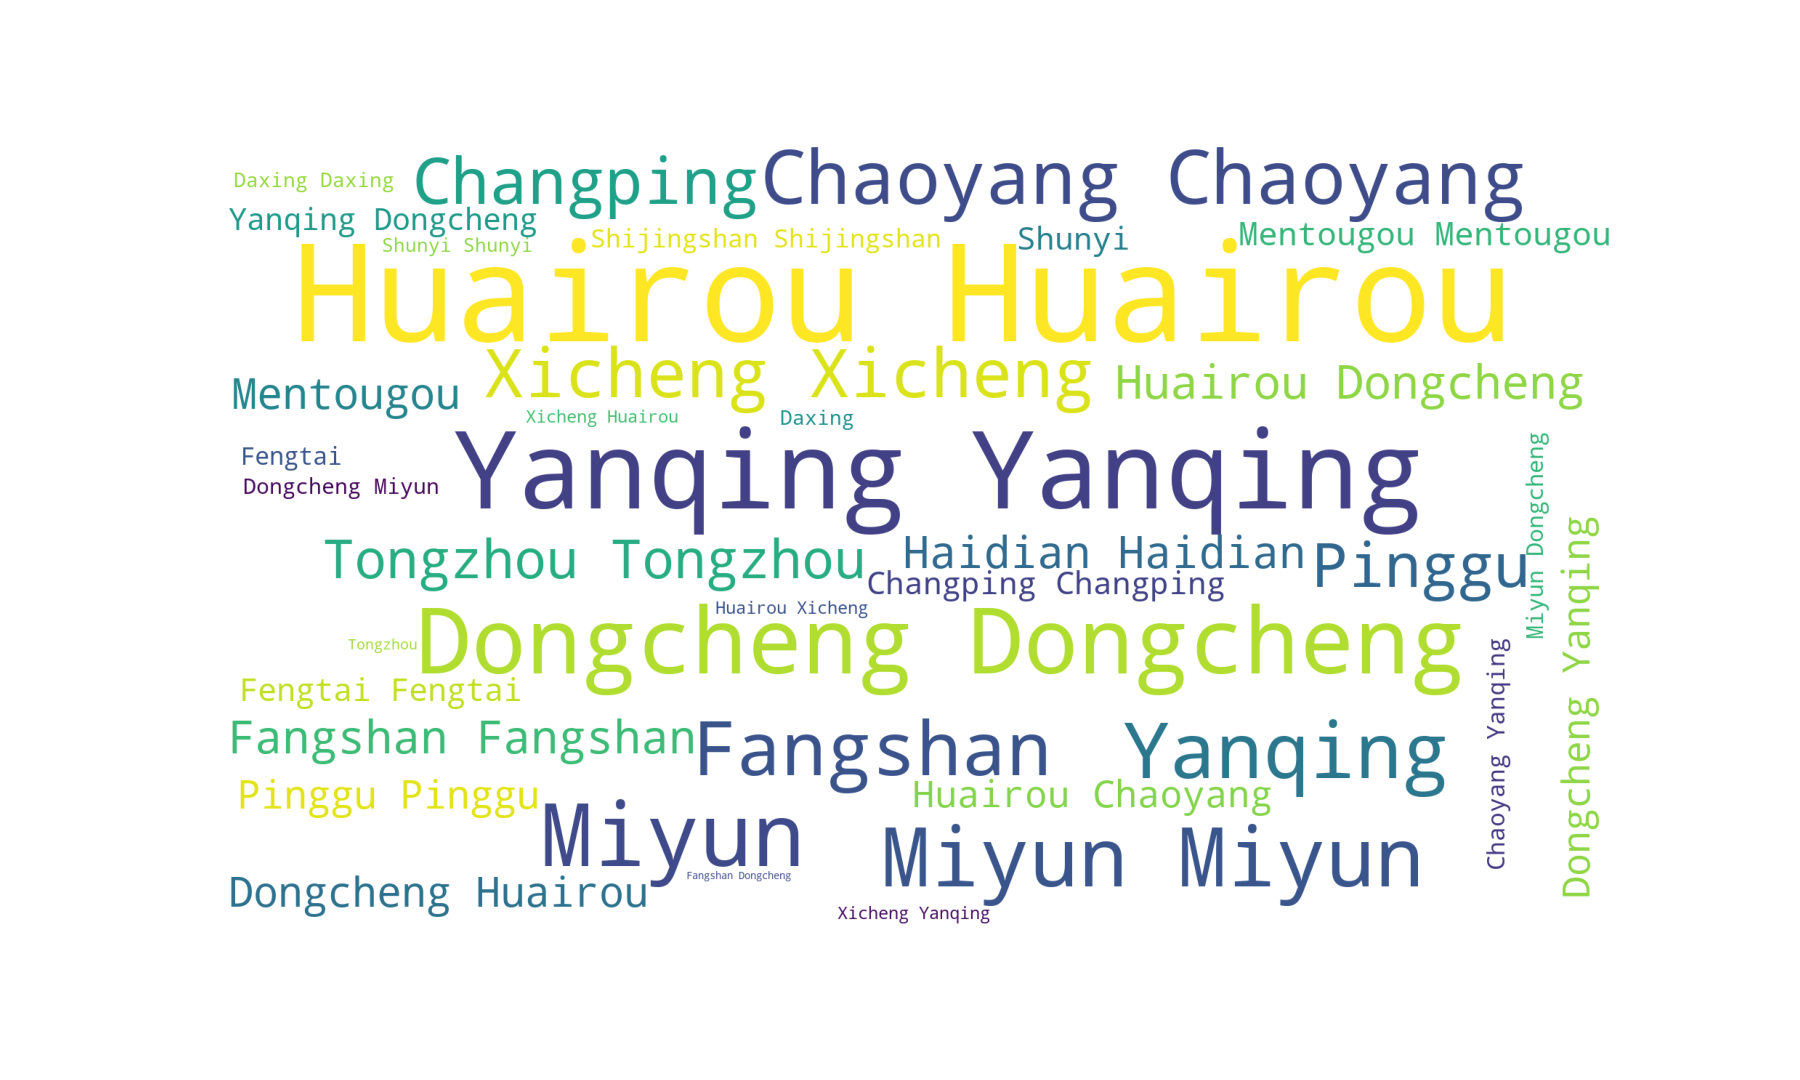 Daxing Daxing
Changping
Chaoyang Chaoyang
Yanqing Dongcheng
Shunyi Shunyi
Shijingshan Shijingshan
Shunyi
Mentougou Mentougou
Huairou Huairou
Mentougou
Xicheng Xicheng
Huairou Dongcheng
Xicheng Huairou
Daxing
Fengtai
Dongcheng Miyun
Yanqing Yanqing
Miyun Dongcheng
Tongzhou Tongzhou
Haidian Haidian
Changping Changping
Pinggu
Dongcheng Yanqing
Huairou Xicheng
Tongzhou
Dongcheng Dongcheng
Fengtai Fengtai
Chaoyang Yanqing
Fangshan Fangshan
Fangshan
Yanqing
Pinggu Pinggu
Huairou Chaoyang
Miyun
Miyun Miyun
Fangshan Dongcheng
Dongcheng Huairou
Xicheng Yanqing